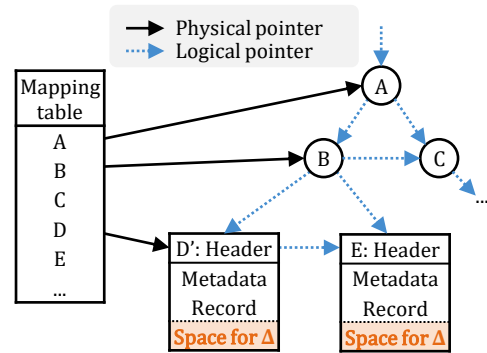 Physical pointer
Logical pointer
Mapping
table
A
B
C
D
E
...
A
B
C
...
D': Header
Metadata
Record
Space for Δ
E: Header
Metadata
Record
Space for Δ